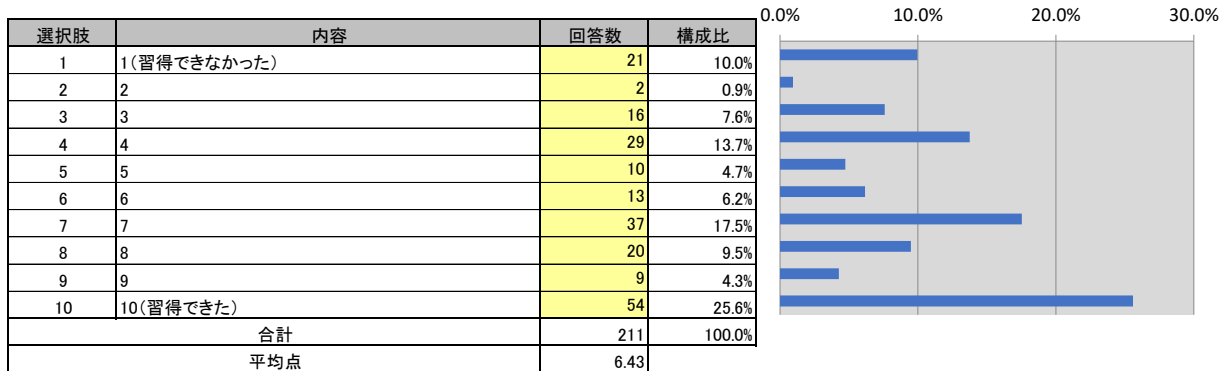 0.0% 10.0% 20.0% 30.0%
選択肢 内容 回答数 構成比
1 1(習得できなかった) 21 10.0%
2 2 2 0.9%
3 3 16 7.6%
4 4 29 13.7%
5 5 10 4.7%
6 6 13 6.2%
7 7 37 17.5%
8 8 20 9.5%
9 9 9 4.3%
10 10(習得できた) 54 25.6%
合計 211 100.0%
平均点 6.43